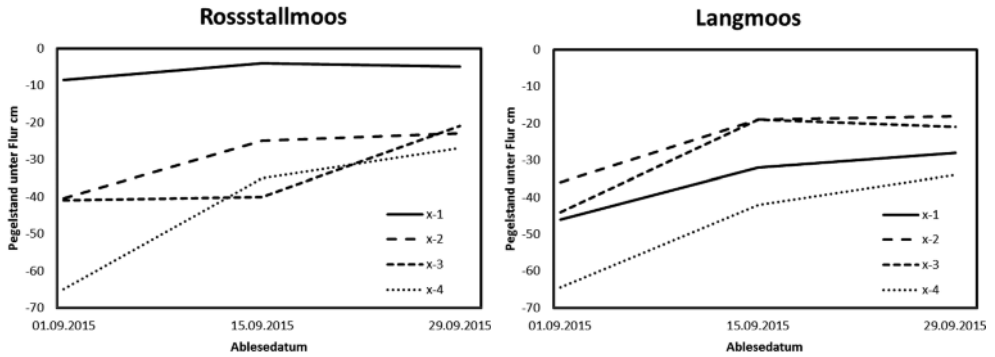 Rossstallmoos
Pegelstand unter Flur cm
0
-10
-20
-30
-40
-50
-60
-70
x-1
x-2
x-3
x-4
01.09.2015 15.09.2015 29.09.2015
Ablesedatum
Langmoos
Pegelstand unter Flur cm
0
-10
-20
-30
-40
-50
-60
-70
x-1
x-2
x-3
x-4
01.09.2015 15.09.2015 29.09.2015
Ablesedatum